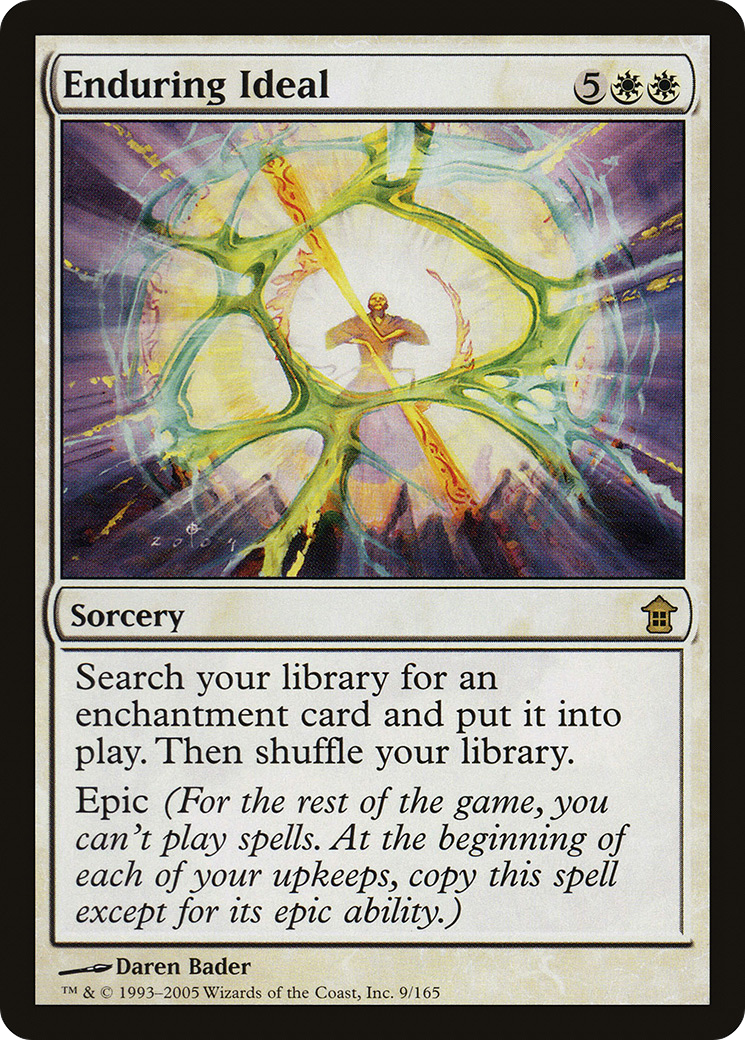 Enduring Ideal 5
2004
Sorcery
Search your library for an
enchantment card and put it into
play. Then shuffle your library.
Epic (For the rest of the game, you
can't play spells. At the beginning of
each of your upkeeps, copy this spell
except for its epic ability.)
Daren Bader
™ & © 1993–2005 Wizards of the Coast, Inc. 9/165